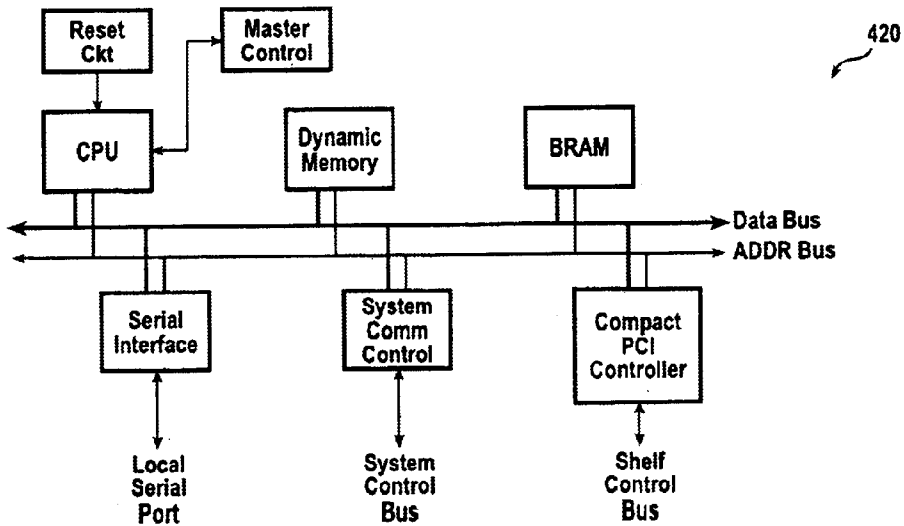 Reset
Ckt
Master
Control
420
CPU
Dynamic
Memory
BRAM
Data Bus
ADDR Bus
Serial
Interface
System
Comm
Control
Compact
PCI
Controller
Local
Serial
Port
System
Control
Bus
Shelf
Control
Bus